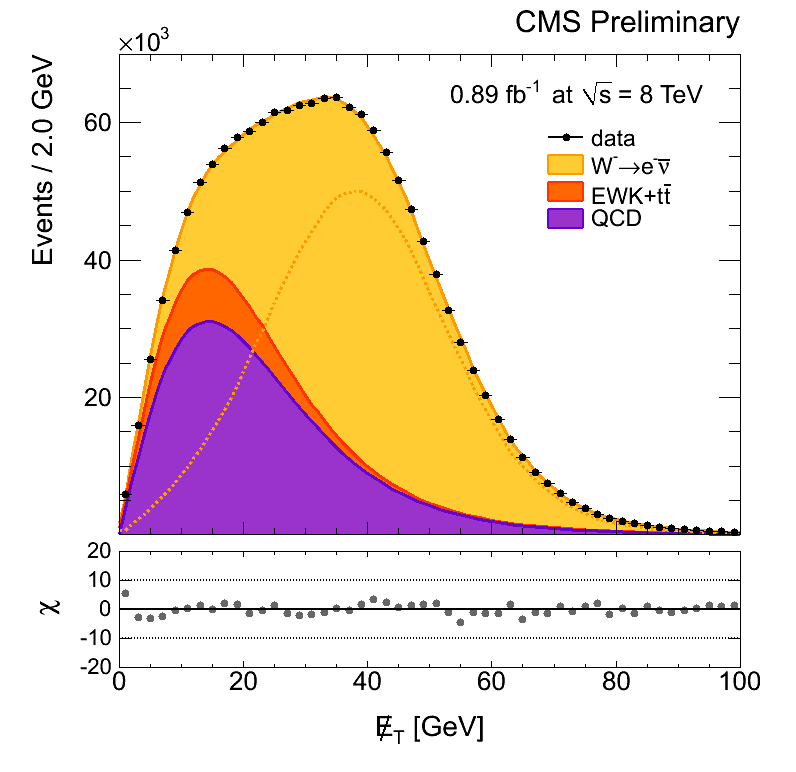 CMS Preliminary
×10³
0.89 fb⁻¹ at √s = 8 TeV
data
W⁻→e⁻ν̅
EWK+tt̅
QCD
Events / 2.0 GeV
60
40
20
20
10
0
-10
-20
χ
0 20 40 60 80 100
E̸_T [GeV]